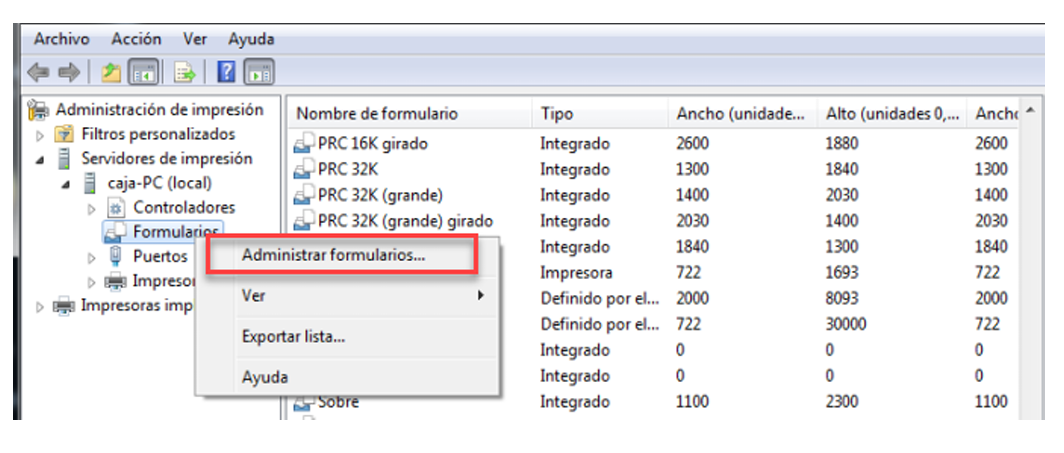 Archivo Acción Ver Ayuda
Administración de impresión
Filtros personalizados
Servidores de impresión
caja-PC (local)
Controladores
Formularios
Puertos
Impreso
Impresoras imp
Administrar formularios...
Ver
Exportar lista...
Ayuda
Nombre de formulario Tipo Ancho (unidade... Alto (unidades 0,... Ancho
PRC 16K girado Integrado 2600 1880 2600
PRC 32K Integrado 1300 1840 1300
PRC 32K (grande) Integrado 1400 2030 1400
PRC 32K (grande) girado Integrado 2030 1400 2030
Integrado 1840 1300 1840
Impresora 722 1693 722
Definido por el... 2000 8093 2000
Definido por el... 722 30000 722
Integrado 0 0 0
Integrado 0 0 0
Sobre Integrado 1100 2300 1100